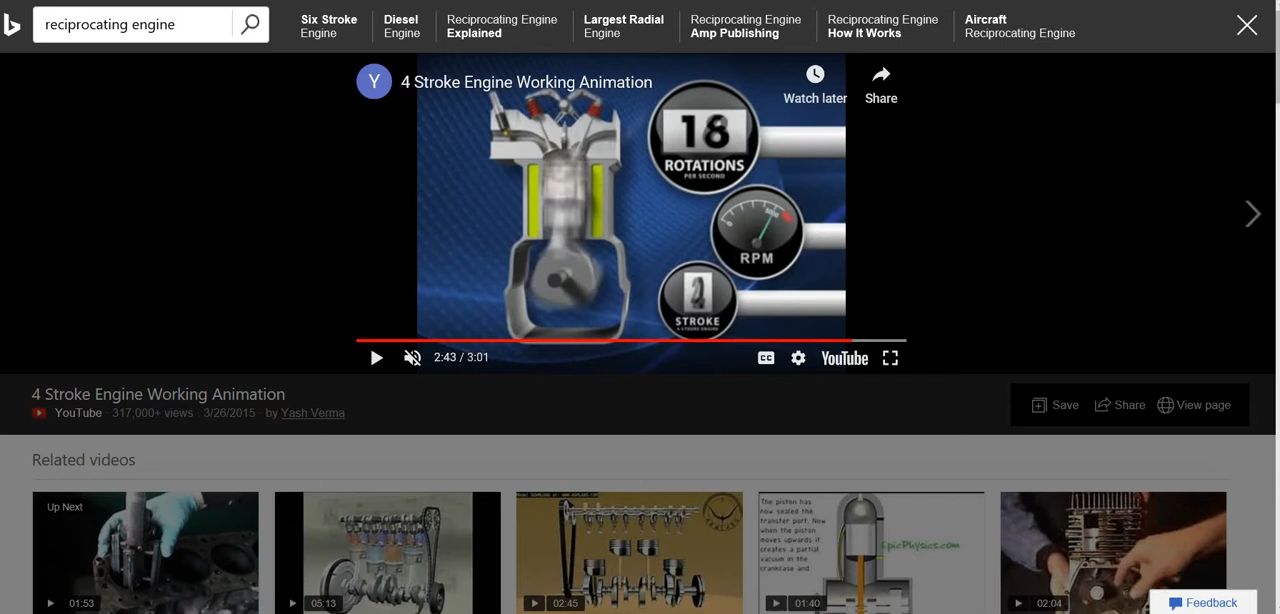 reciprocating engine
Six Stroke
Engine
Diesel
Engine
Reciprocating Engine
Explained
Largest Radial
Engine
Reciprocating Engine
Amp Publishing
Reciprocating Engine
How It Works
Aircraft
Reciprocating Engine
Y
4 Stroke Engine Working Animation
Watch later
Share
18
ROTATIONS
PER SECOND
RPM
STROKE
4-STROKE ENGINE
2:43 / 3:01
CC
YouTube
4 Stroke Engine Working Animation
YouTube · 317,000+ views · 3/26/2015 · by Yash Verma
Save
Share
View page
Related videos
Up Next
01:53
05:13
02:45
The piston has
now sealed the
transfer port. Now
when the piston
moves upwards it
creates a partial
vacuum in the
crankcase and
EpicPhysics.com
01:40
02:04
Feedback